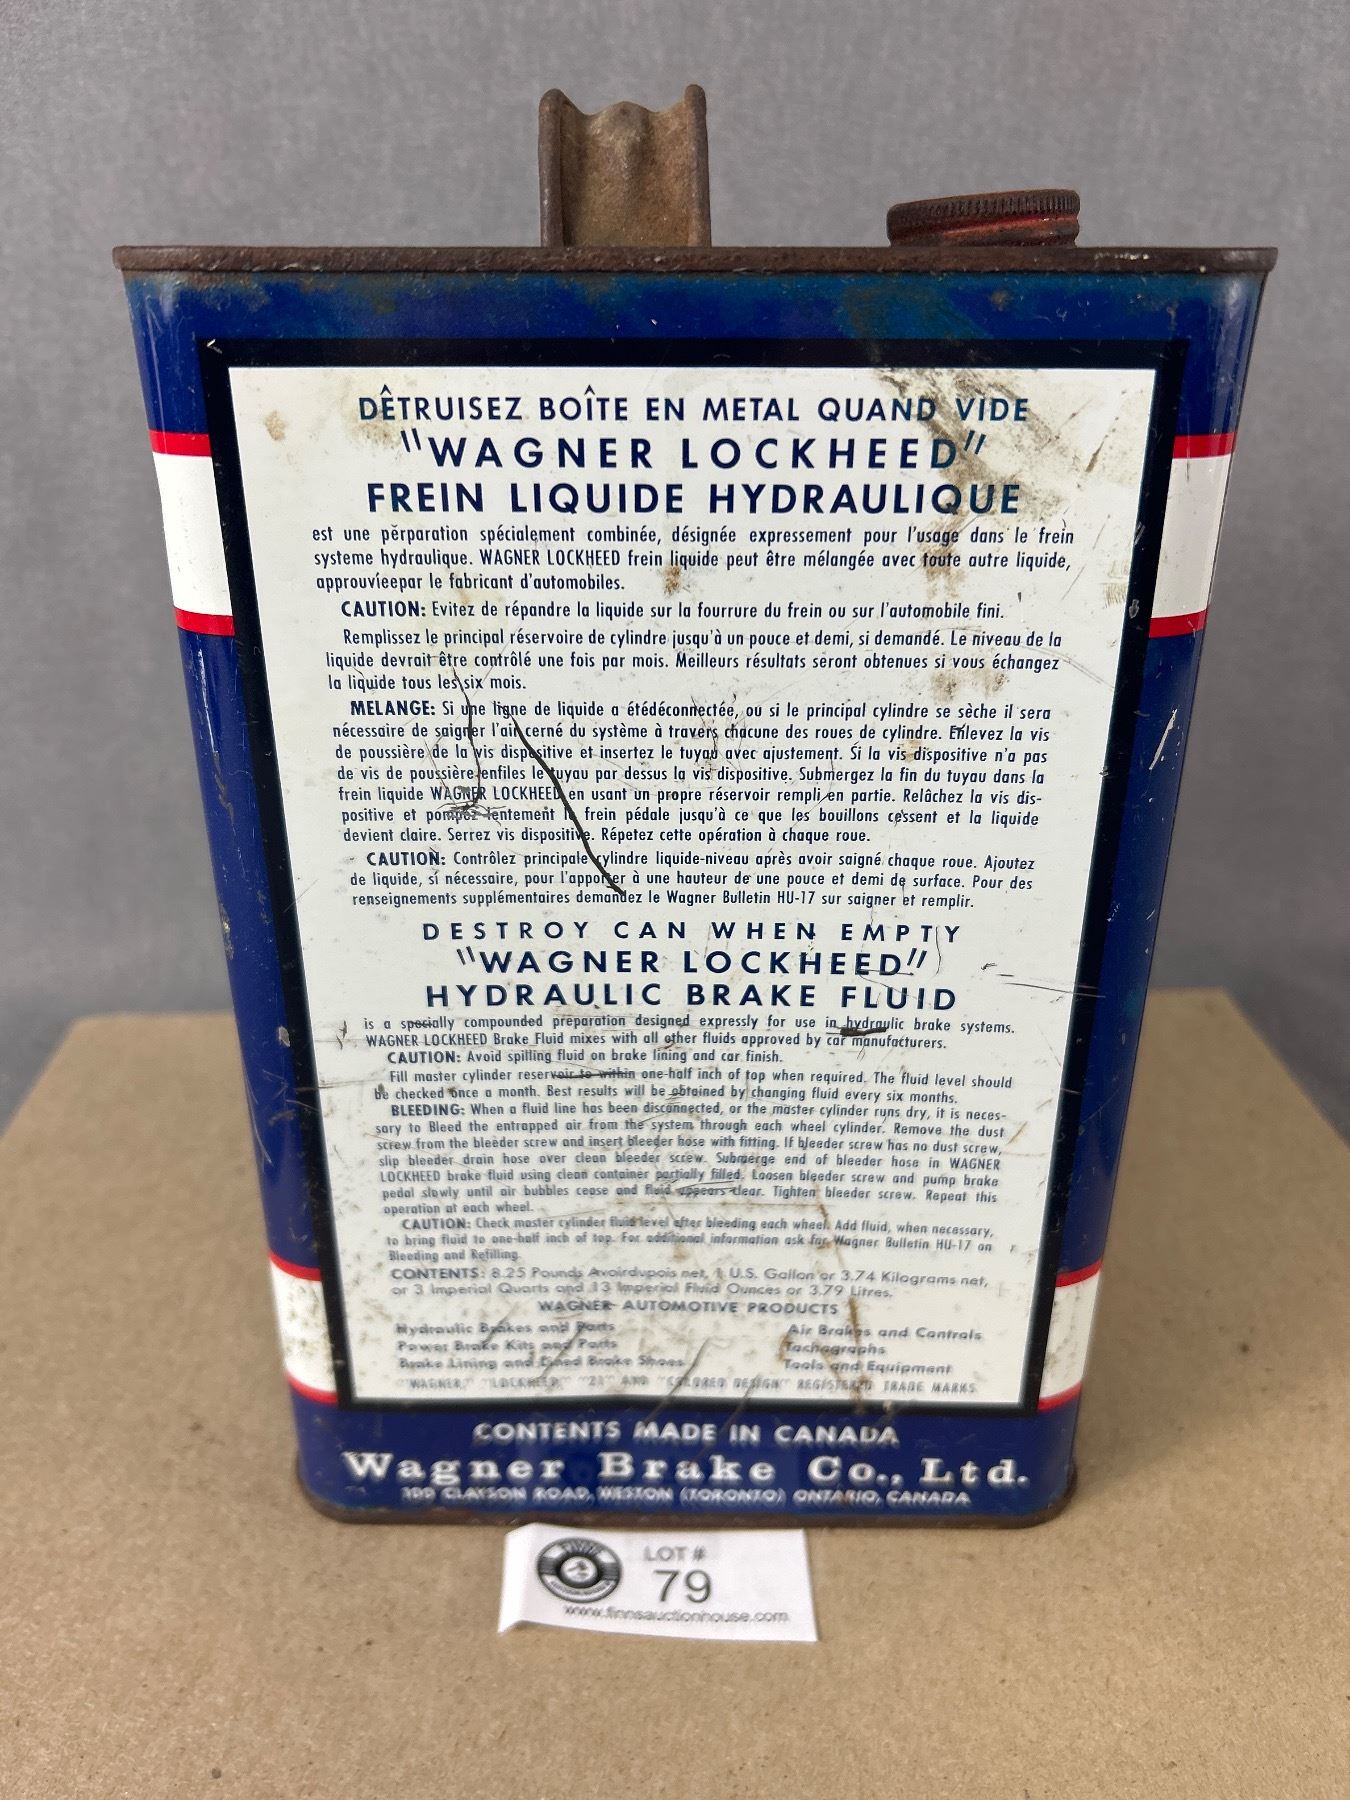 DÊTRUISEZ BOÎTE EN METAL QUAND VIDE
"WAGNER LOCKHEED"
FREIN LIQUIDE HYDRAULIQUE
est une pĕrparation spécialement combinée, désignée expressement pour l'usage dans le frein
systeme hydraulique. WAGNER LOCKHEED frein liquide peut être mélangée avec toute autre liquide,
approuvíeepar le fabricant d'automobiles.
CAUTION: Evitez de répandre la liquide sur la fourrure du frein ou sur l'automobile fini.
Remplissez le principal réservoire de cylindre jusqu'à un pouce et demi, si demandé. Le niveau de la
liquide devrait être contrôlé une fois par mois. Meilleurs résultats seront obtenues si vous échangez
la liquide tous les six mois.
MELANGE: Si une ligne de liquide a étédéconnectée, ou si le principal cylindre se sèche il sera
nécessaire de saigner l'air cerné du système à travers chacune des roues de cylindre. Enlevez la vis
de poussière de la vis dispositive et insertez le tuyau avec ajustement. Si la vis dispositive n'a pas
de vis de poussière enfiles le tuyau par dessus la vis dispositive. Submergez la fin du tuyau dans la
frein liquide WAGNER LOCKHEED en usant un propre réservoir rempli en partie. Relâchez la vis dis-
positive et pompez lentement le frein pédale jusqu'à ce que les bouillons cessent et la liquide
devient claire. Serrez vis dispositive. Répetez cette opération à chaque roue.
CAUTION: Contrôlez principale cylindre liquide-niveau après avoir saigné chaque roue. Ajoutez
de liquide, si nécessaire, pour l'apporter à une hauteur de une pouce et demi de surface. Pour des
renseignements supplémentaires demandez le Wagner Bulletin HU-17 sur saigner et remplir.
DESTROY CAN WHEN EMPTY
"WAGNER LOCKHEED"
HYDRAULIC BRAKE FLUID
is a specially compounded preparation designed expressly for use in hydraulic brake systems.
WAGNER LOCKHEED Brake Fluid mixes with all other fluids approved by car manufacturers.
CAUTION: Avoid spilling fluid on brake lining and car finish.
Fill master cylinder reservoir to within one-half inch of top when required. The fluid level should
be checked once a month. Best results will be obtained by changing fluid every six months.
BLEEDING: When a fluid line has been disconnected, or the master cylinder runs dry, it is neces-
sary to Bleed the entrapped air from the system through each wheel cylinder. Remove the dust
screw from the bleeder screw and insert bleeder hose with fitting. If bleeder screw has no dust screw,
slip bleeder drain hose over clean bleeder screw. Submerge end of bleeder hose in WAGNER
LOCKHEED brake fluid using clean container partially filled. Loosen bleeder screw and pump brake
pedal slowly until air bubbles cease and fluid appears clear. Tighten bleeder screw. Repeat this
operation at each wheel.
CAUTION: Check master cylinder fluid level after bleeding each wheel. Add fluid, when necessary,
to bring fluid to one-half inch of top. For additional information ask for Wagner Bulletin HU-17 on
Bleeding and Refilling.
CONTENTS: 8.25 Pounds Avoirdupois net, 1 U.S. Gallon or 3.74 Kilograms net,
or 3 Imperial Quarts and 13 Imperial Fluid Ounces or 3.79 Litres.
WAGNER AUTOMOTIVE PRODUCTS
Hydraulic Brakes and Parts Air Brakes and Controls
Power Brake Kits and Parts Tachographs
Brake Lining and Lined Brake Shoes Tools and Equipment
"WAGNER," "LOCKHEED," "21" AND "COLORED DESIGN" REGISTERED TRADE MARKS
CONTENTS MADE IN CANADA
Wagner Brake Co., Ltd.
100 CLAYSON ROAD, WESTON (TORONTO) ONTARIO, CANADA
LOT #
79
www.finnsauctionhouse.com